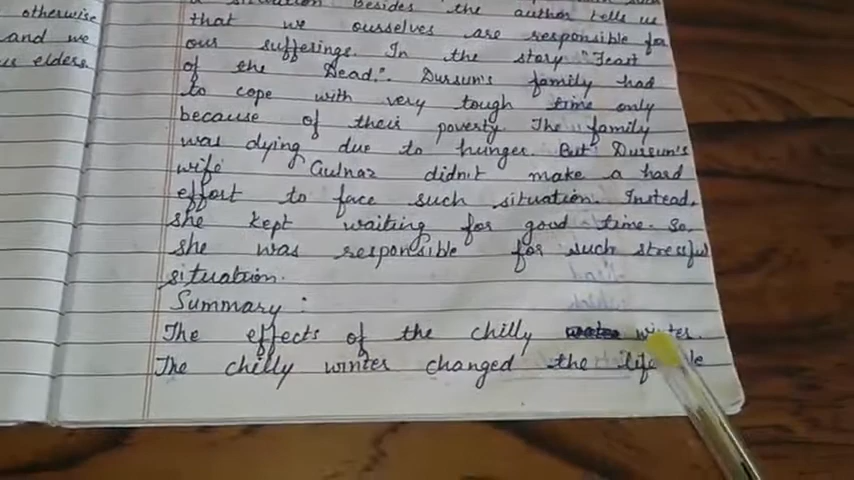 otherwise
and we
elders.
situation Besides the author tells us
that we ourselves are responsible for
our sufferings. In the story "Feast
of the Dead." Dursun's family had
to cope with very tough time only
because of their poverty. The family
was dying due to hunger. But Dursun's
wife Gulnaz didn't make a hard
effort to face such situation. Instead,
she kept waiting for good time. So,
she was responsible for such stressful
situation.
Summary :
The effects of the chilly winter.
The chilly winter changed the